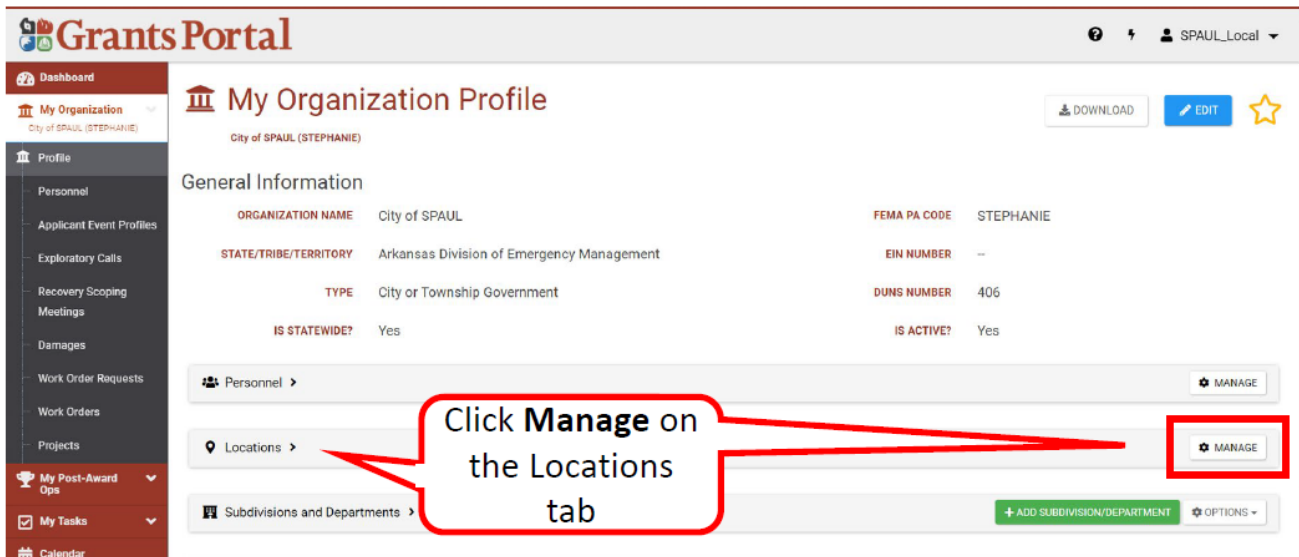 Grants Portal
SPAUL_Local
Dashboard
My Organization
City of SPAUL (STEPHANIE)
Profile
Personnel
Applicant Event Profiles
Exploratory Calls
Recovery Scoping
Meetings
Damages
Work Order Requests
Work Orders
Projects
My Post-Award
Ops
My Tasks
Calendar
My Organization Profile
City of SPAUL (STEPHANIE)
DOWNLOAD
EDIT
General Information
ORGANIZATION NAME City of SPAUL FEMA PA CODE STEPHANIE
STATE/TRIBE/TERRITORY Arkansas Division of Emergency Management EIN NUMBER --
TYPE City or Township Government DUNS NUMBER 406
IS STATEWIDE? Yes IS ACTIVE? Yes
Personnel > MANAGE
Locations > MANAGE
Subdivisions and Departments > + ADD SUBDIVISION/DEPARTMENT OPTIONS
Click Manage on
the Locations
tab